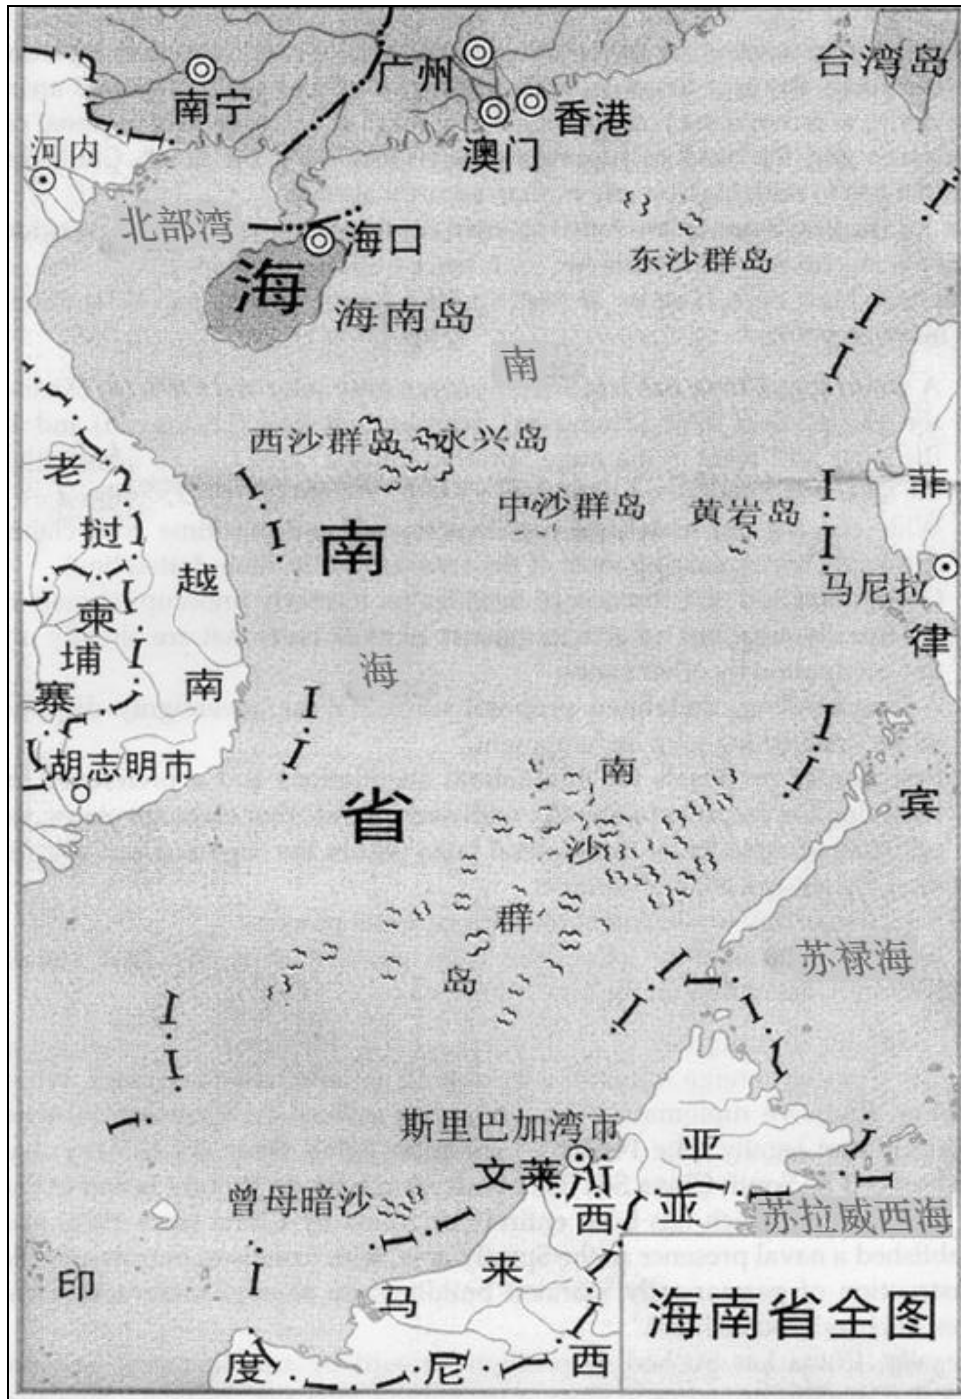 台湾岛
广州
南宁
香港
澳门
河内
北部湾
海口
东沙群岛
海
海南岛
南
西沙群岛
永兴岛
老
挝
中沙群岛
黄岩岛
菲
南
越
马尼拉
柬
埔
寨
律
海
南
胡志明市
南
宾
省
沙
群
岛
苏禄海
斯里巴加湾市
文莱
亚
曾母暗沙
西
亚
苏拉威西海
来
印
马
海南省全图
度
尼
西